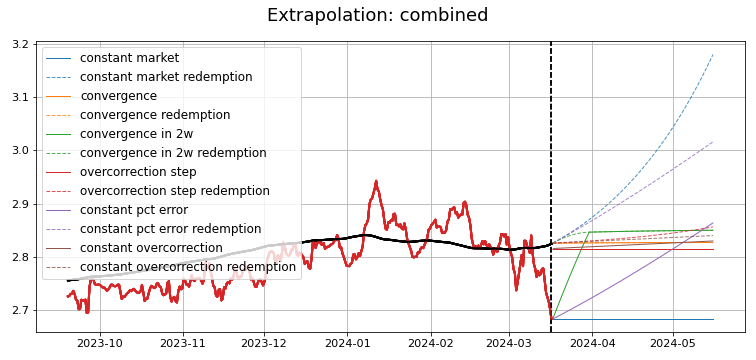 Extrapolation: combined
3.2
3.1
3.0
2.9
2.8
2.7
constant market
constant market redemption
convergence
convergence redemption
convergence in 2w
convergence in 2w redemption
overcorrection step
overcorrection step redemption
constant pct error
constant pct error redemption
constant overcorrection
constant overcorrection redemption
2023-10 2023-11 2023-12 2024-01 2024-02 2024-03 2024-04 2024-05